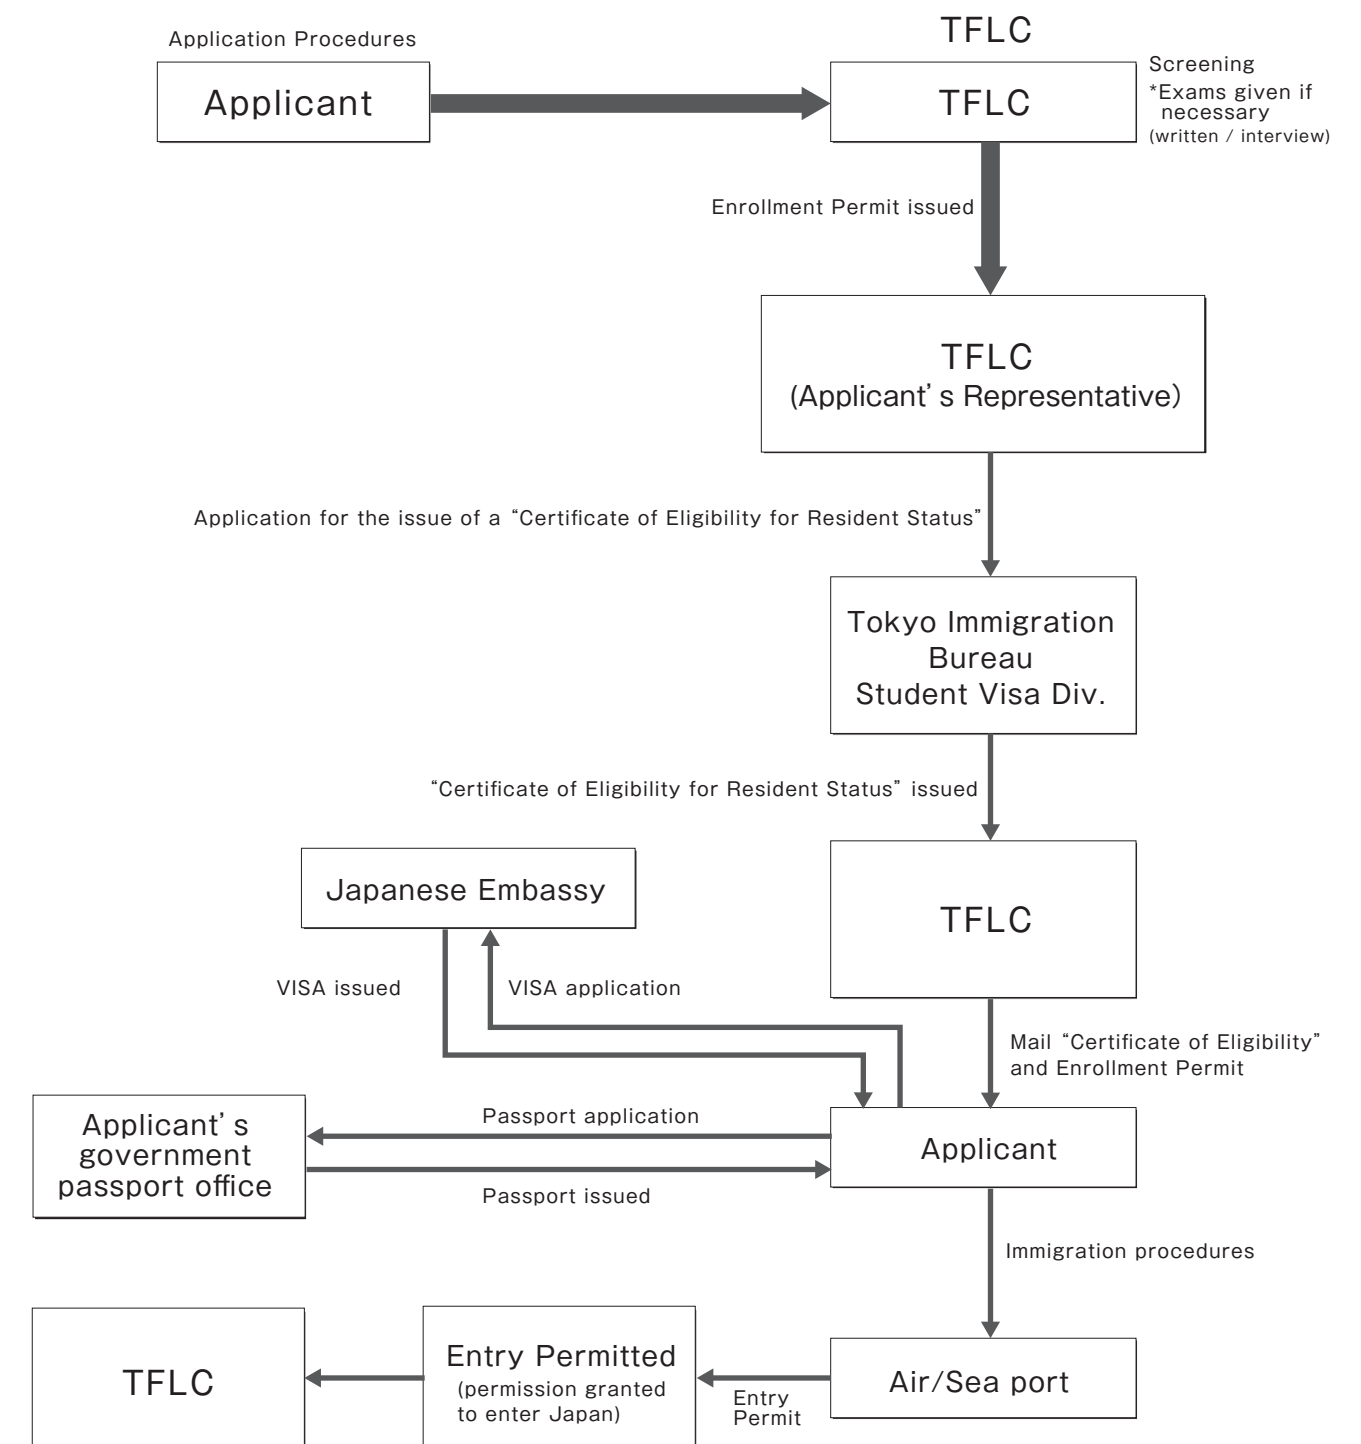 TFLC
Application Procedures
Applicant
TFLC
Screening
*Exams given if
necessary
(written / interview)
Enrollment Permit issued
TFLC
(Applicant’s Representative)
Application for the issue of a “Certificate of Eligibility for Resident Status”
Tokyo Immigration
Bureau
Student Visa Div.
“Certificate of Eligibility for Resident Status” issued
Japanese Embassy
TFLC
VISA issued
VISA application
Mail “Certificate of Eligibility”
and Enrollment Permit
Applicant’s
government
passport office
Passport application
Applicant
Passport issued
Immigration procedures
TFLC
Entry Permitted
(permission granted
to enter Japan)
Entry
Permit
Air/Sea port